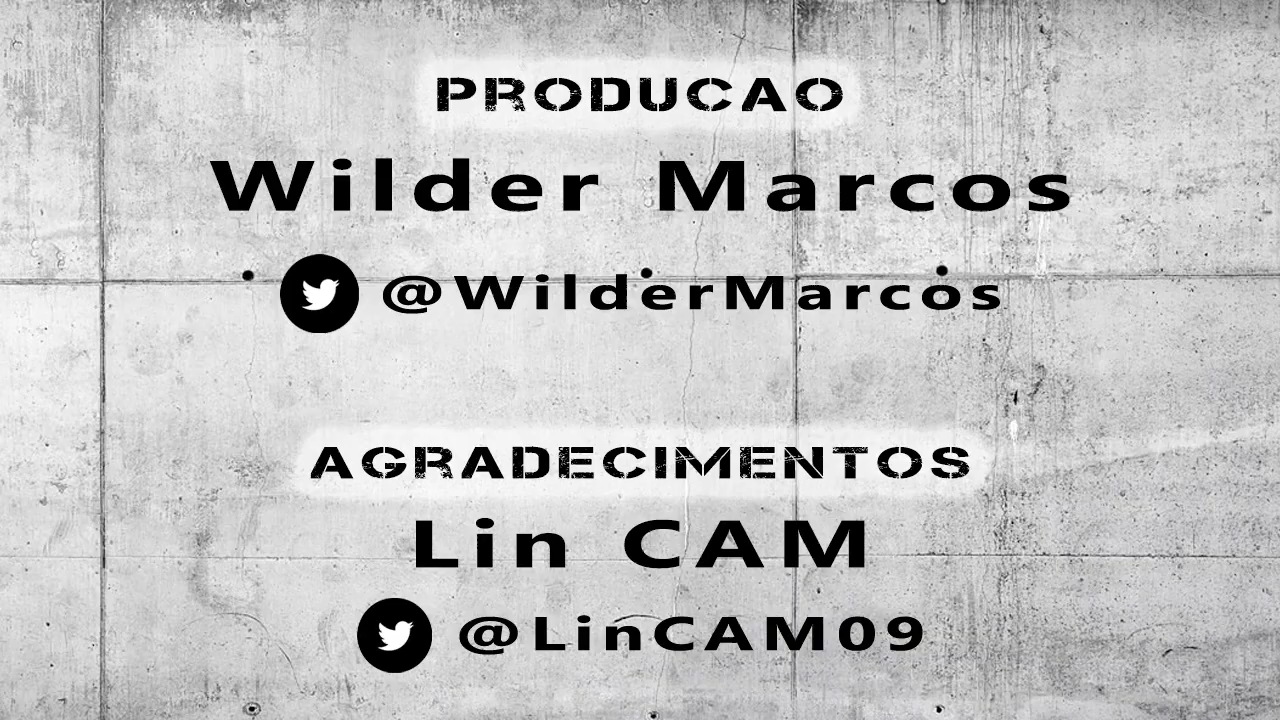 PRODUCAO
Wilder Marcos
@WilderMarcos
AGRADECIMENTOS
Lin CAM
@LinCAM09